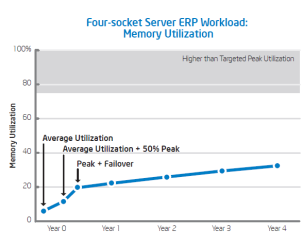 Four-socket Server ERP Workload:
Memory Utilization
100%
Higher than Targeted Peak Utilization
80
60
Average Utilization
Average Utilization + 50% Peak
40
Peak + Failover
20
0
Memory Utilization
Year 0
Year 1
Year 2
Year 3
Year 4